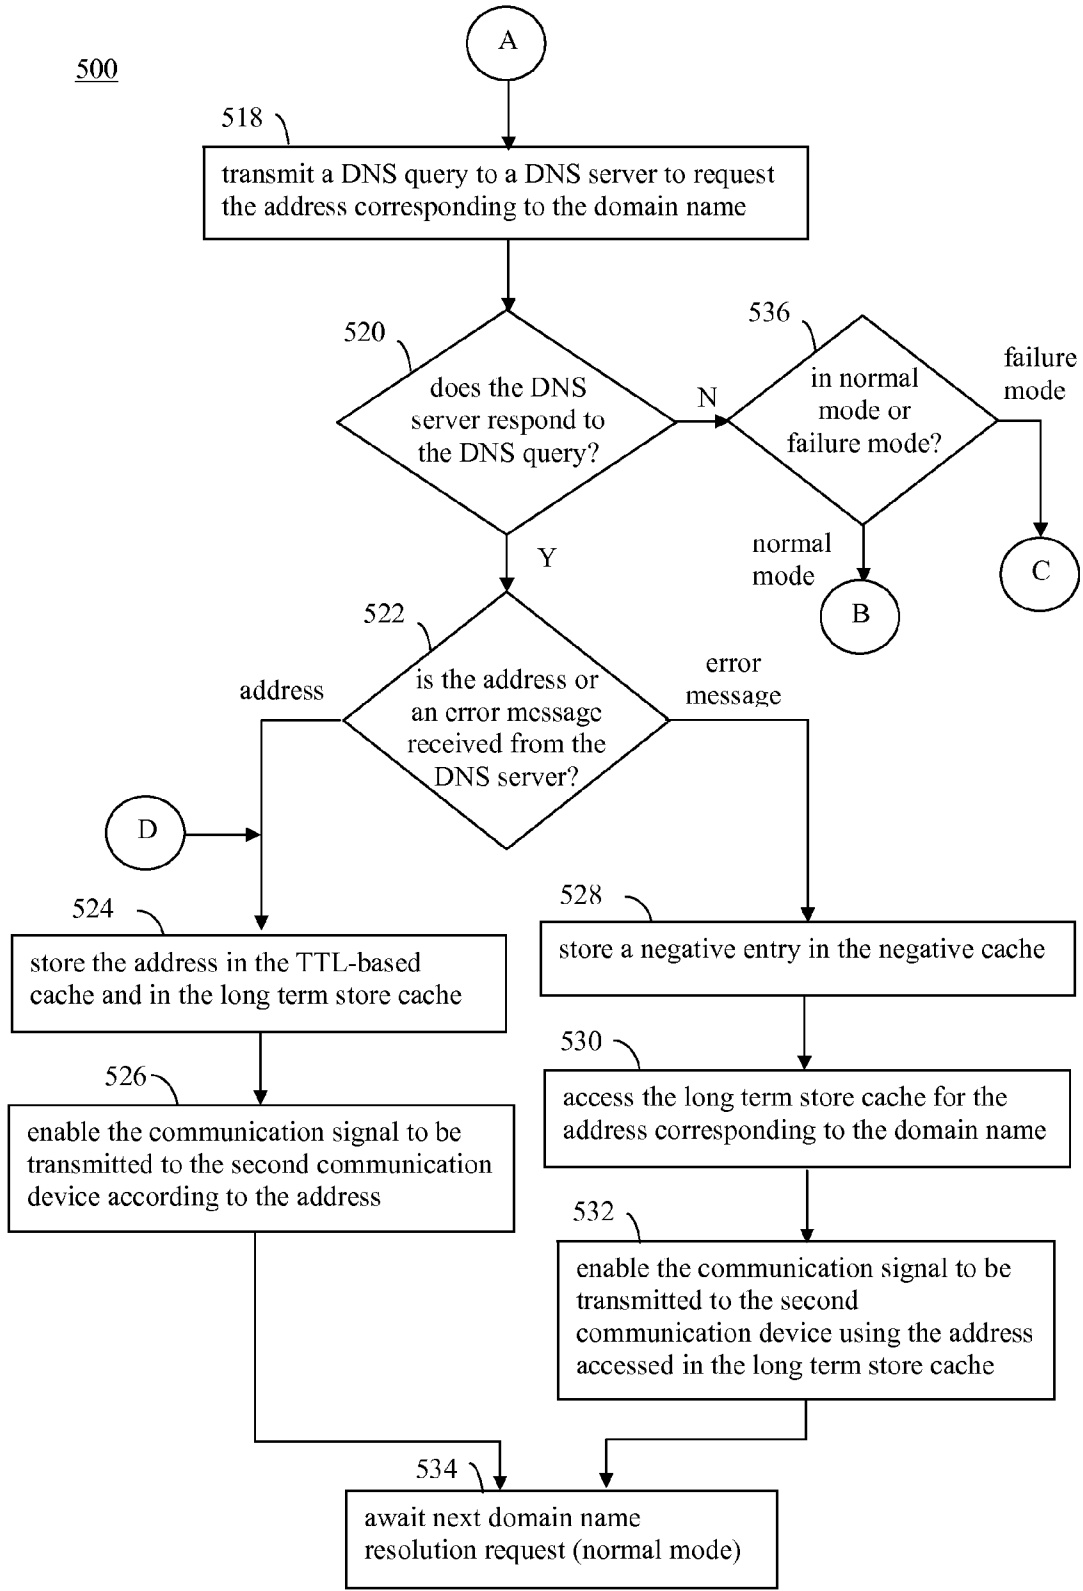 A
500
518
transmit a DNS query to a DNS server to request
the address corresponding to the domain name
520
does the DNS
server respond to
the DNS query?
N
536
in normal
mode or
failure mode?
failure
mode
normal
mode
B
C
Y
522
is the address or
an error message
received from the
DNS server?
address
error
message
D
524
store the address in the TTL-based
cache and in the long term store cache
528
store a negative entry in the negative cache
526
enable the communication signal to be
transmitted to the second communication
device according to the address
530
access the long term store cache for the
address corresponding to the domain name
532
enable the communication signal to be
transmitted to the second
communication device using the address
accessed in the long term store cache
534
await next domain name
resolution request (normal mode)